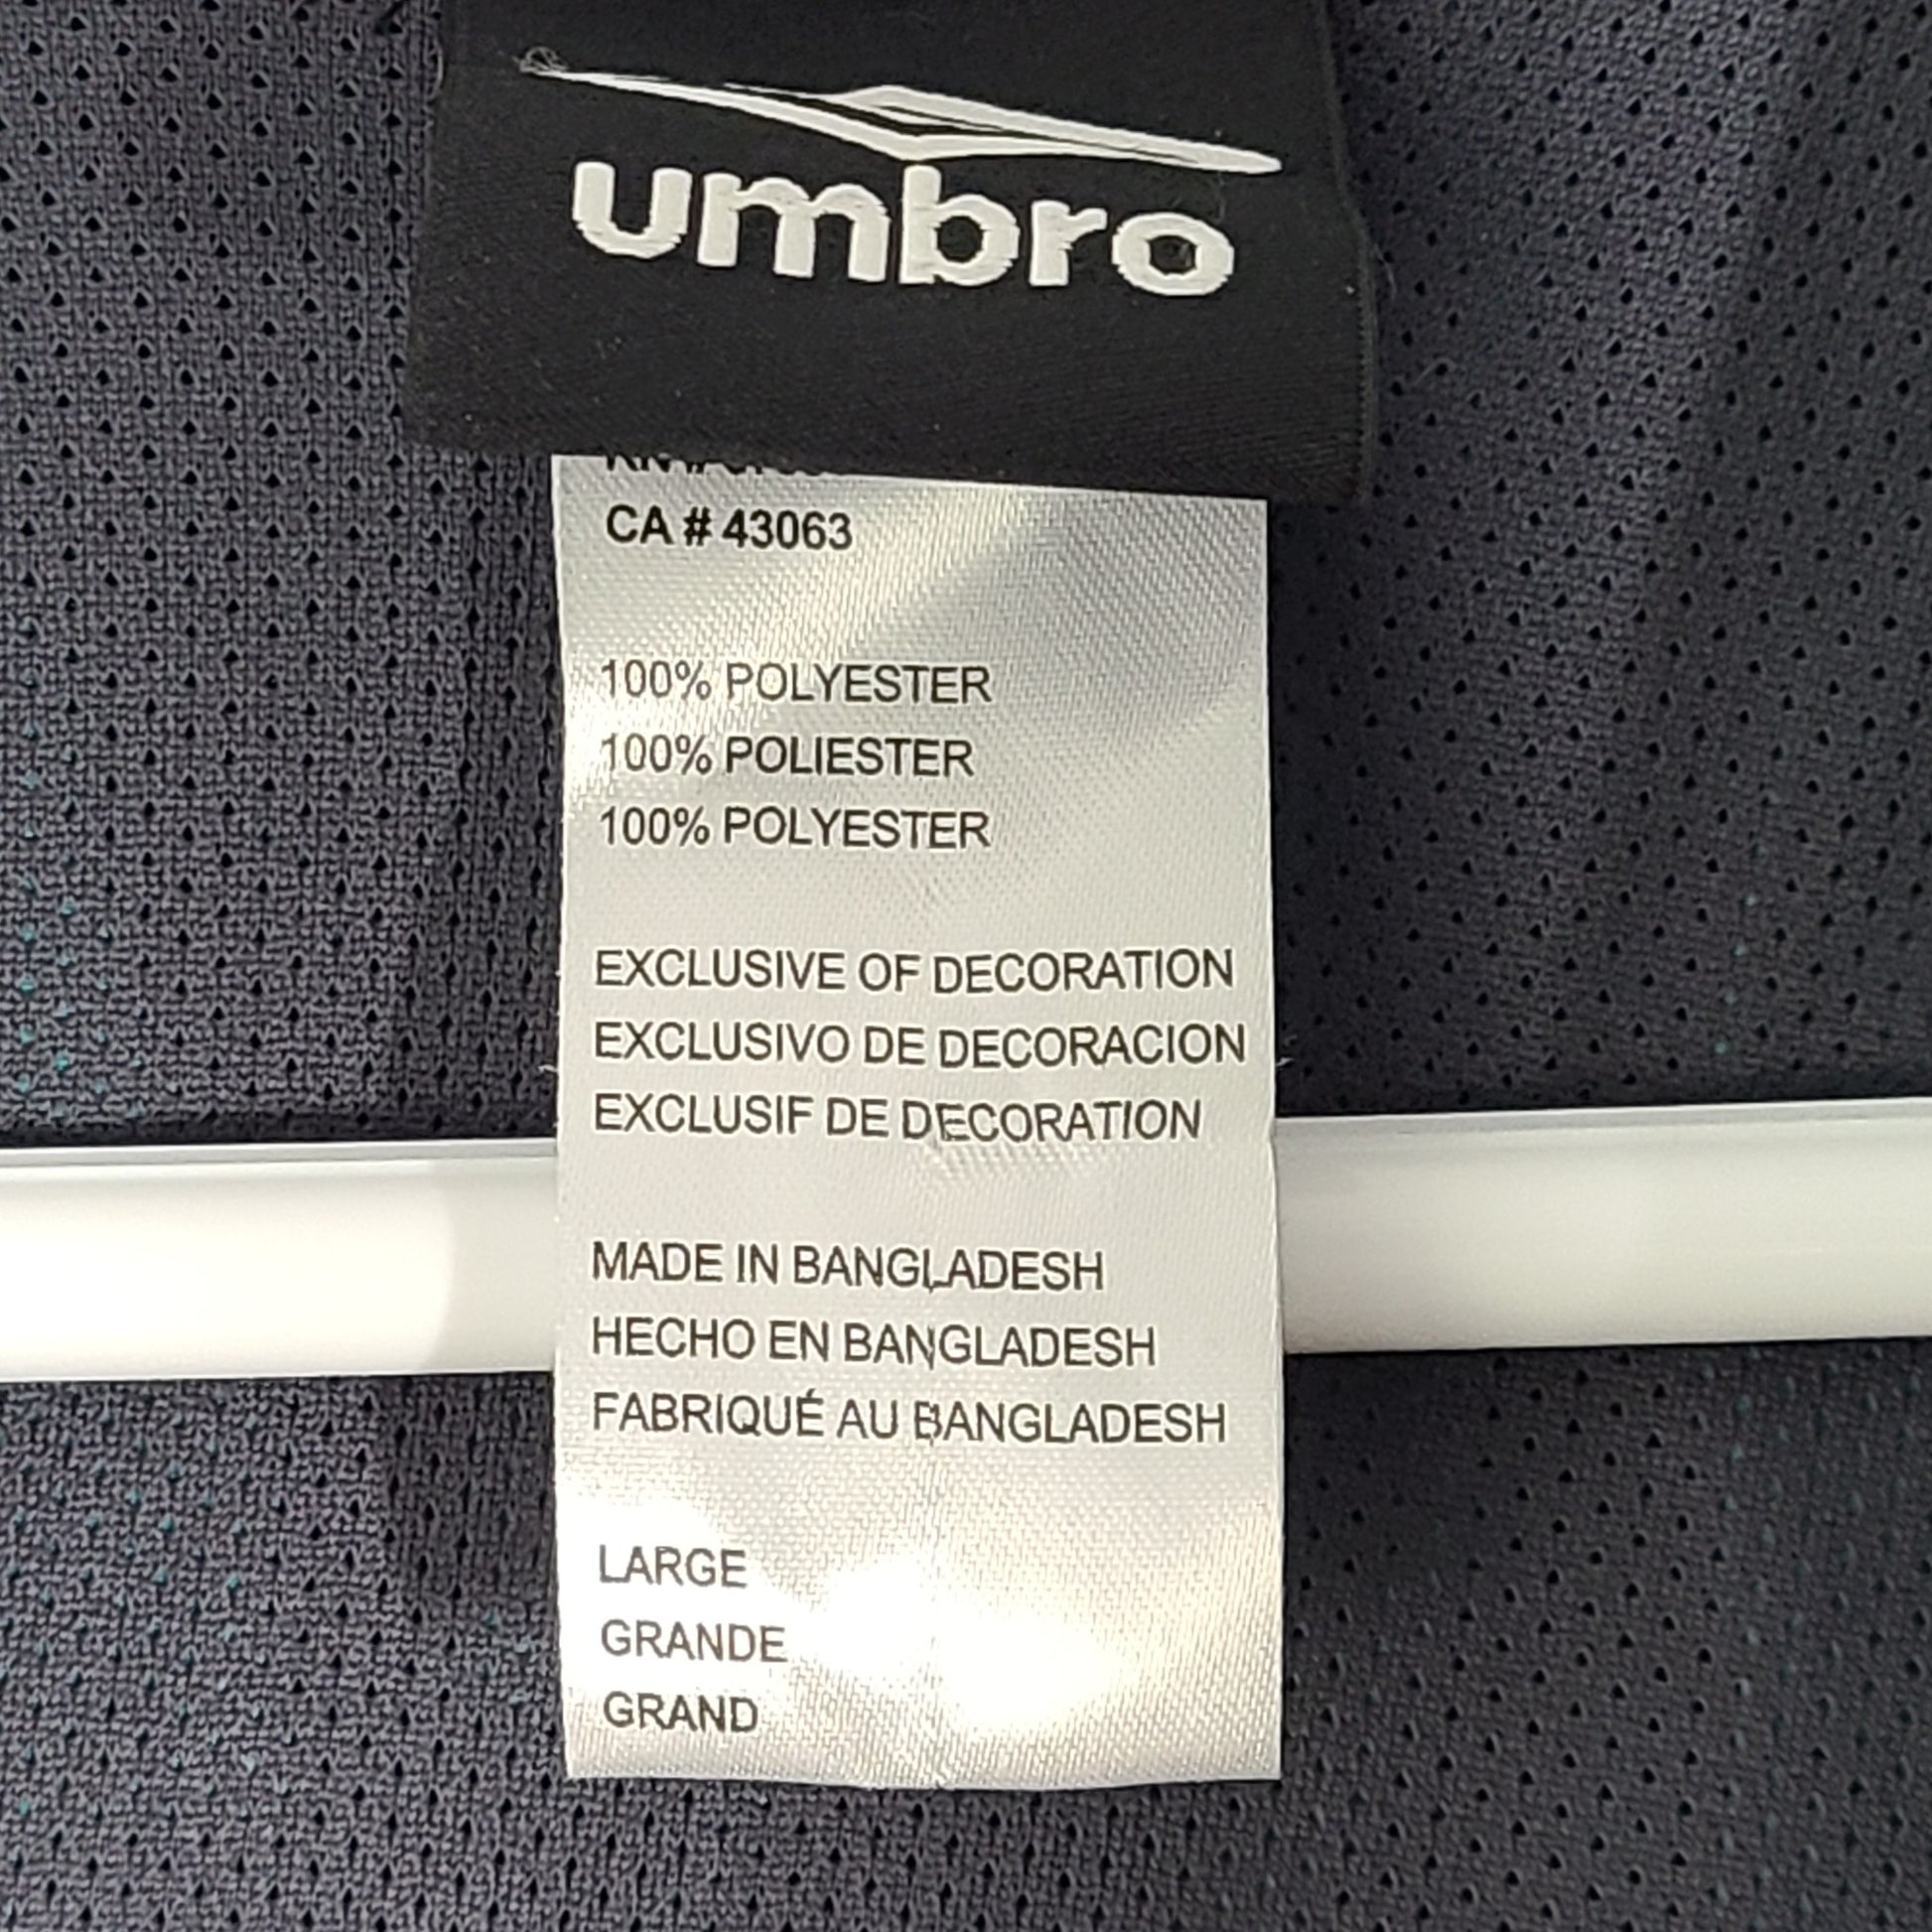 umbro
RN #
CA # 43063
100% POLYESTER
100% POLIESTER
100% POLYESTER
EXCLUSIVE OF DECORATION
EXCLUSIVO DE DECORACION
EXCLUSIF DE DECORATION
MADE IN BANGLADESH
HECHO EN BANGLADESH
FABRIQUÉ AU BANGLADESH
LARGE
GRANDE
GRAND